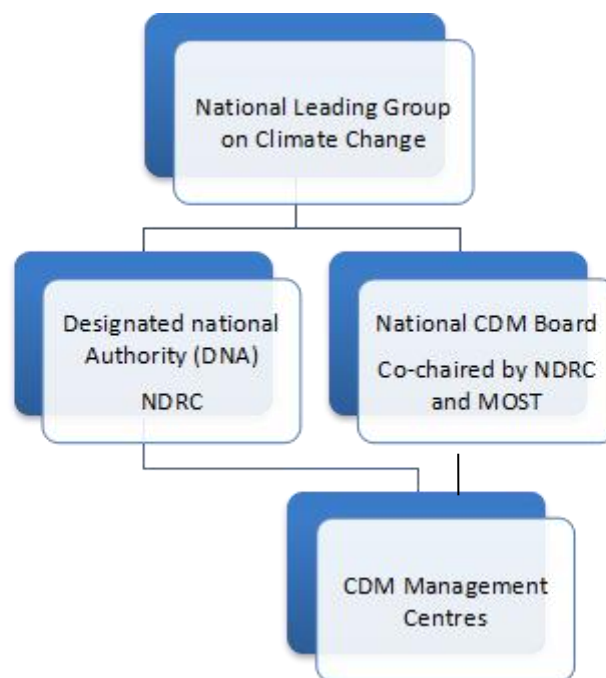 National Leading Group
on Climate Change
Designated national
Authority (DNA)
NDRC
National CDM Board
Co-chaired by NDRC
and MOST
CDM Management
Centres